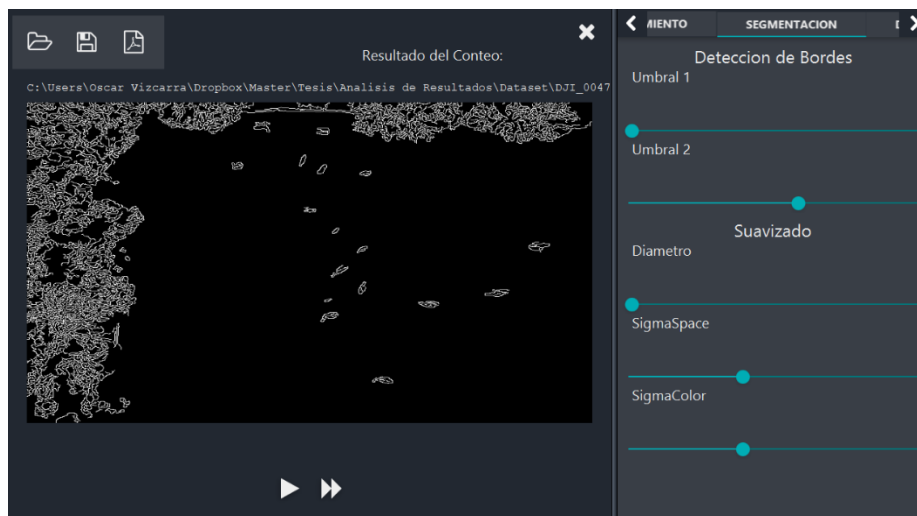 Resultado del Conteo:
C:\Users\Oscar Vizcarra\Dropbox\Master\Tesis\Analisis de Resultados\Dataset\DJI_0047
MIENTO SEGMENTACION
Deteccion de Bordes
Umbral 1
Umbral 2
Suavizado
Diametro
SigmaSpace
SigmaColor